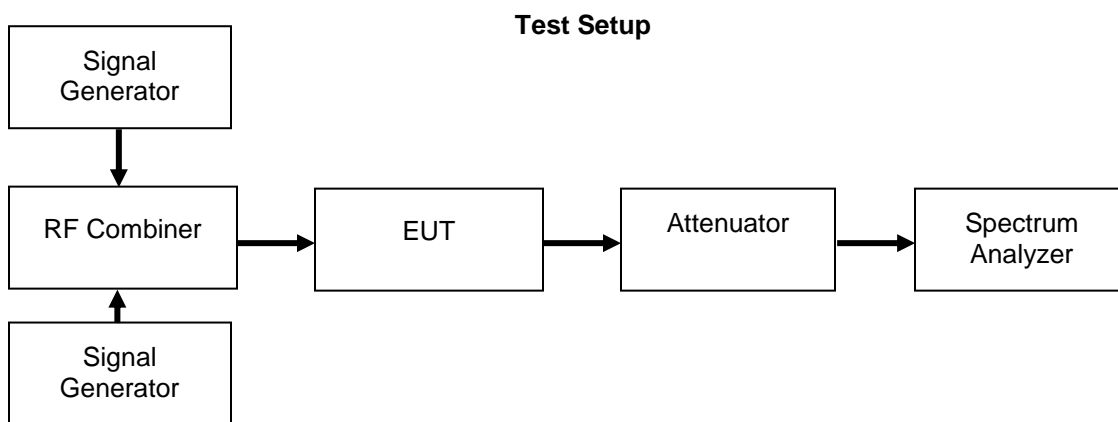 Test Setup
Signal
Generator
RF Combiner
EUT
Attenuator
Spectrum
Analyzer
Signal
Generator